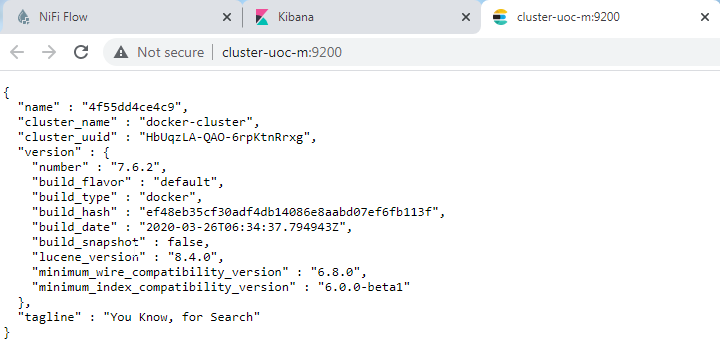 NiFi Flow
Kibana
cluster-uoc-m:9200
Not secure cluster-uoc-m:9200
{
  "name" : "4f55dd4ce4c9",
  "cluster_name" : "docker-cluster",
  "cluster_uuid" : "HbUqzLA-QAO-6rpKtnRrxg",
  "version" : {
    "number" : "7.6.2",
    "build_flavor" : "default",
    "build_type" : "docker",
    "build_hash" : "ef48eb35cf30adf4db14086e8aabd07ef6fb113f",
    "build_date" : "2020-03-26T06:34:37.794943Z",
    "build_snapshot" : false,
    "lucene_version" : "8.4.0",
    "minimum_wire_compatibility_version" : "6.8.0",
    "minimum_index_compatibility_version" : "6.0.0-beta1"
  },
  "tagline" : "You Know, for Search"
}